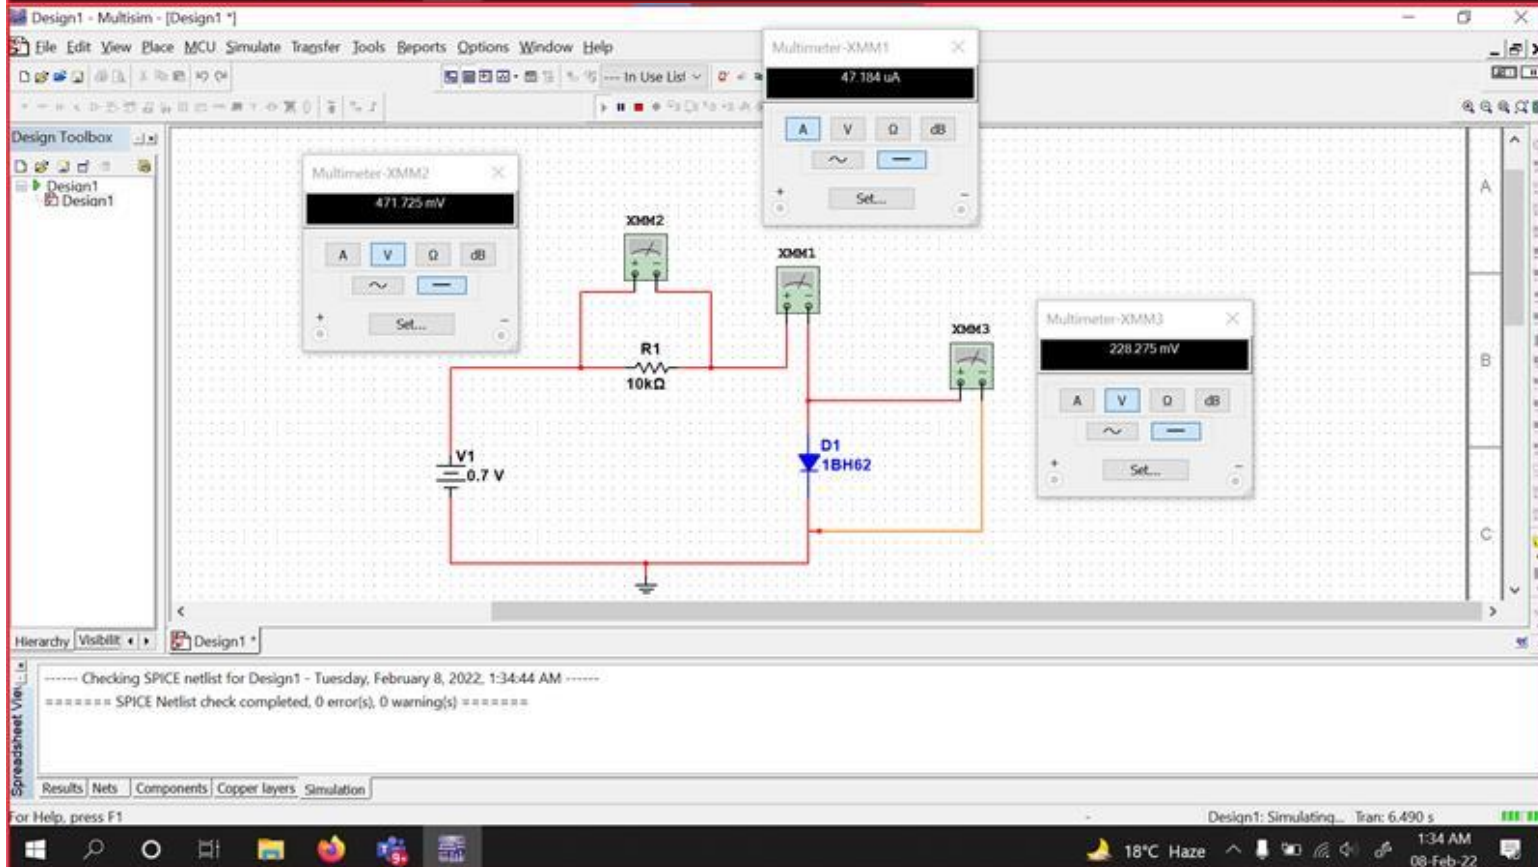 Design1 - Multisim - [Design1 *]
File Edit View Place MCU Simulate Transfer Tools Reports Options Window Help
--- In Use List
Multimeter-XMM1
47.184 uA
A V Ω dB
Set...
+ -
Design Toolbox
Design1
Design1
Multimeter-XMM2
471.725 mV
A V Ω dB
Set...
+ -
XMM2
XMM1
XMM3
R1
10kΩ
V1
0.7 V
D1
1BH62
Multimeter-XMM3
228.275 mV
A V Ω dB
Set...
+ -
A
B
C
Hierarchy Visibilit
Design1 *
------ Checking SPICE netlist for Design1 - Tuesday, February 8, 2022, 1:34:44 AM ------
======= SPICE Netlist check completed, 0 error(s), 0 warning(s) =======
Spreadsheet View
Results Nets Components Copper layers Simulation
For Help, press F1
- Design1: Simulating... Tran: 6.490 s
9+
18°C Haze
1:34 AM
08-Feb-22